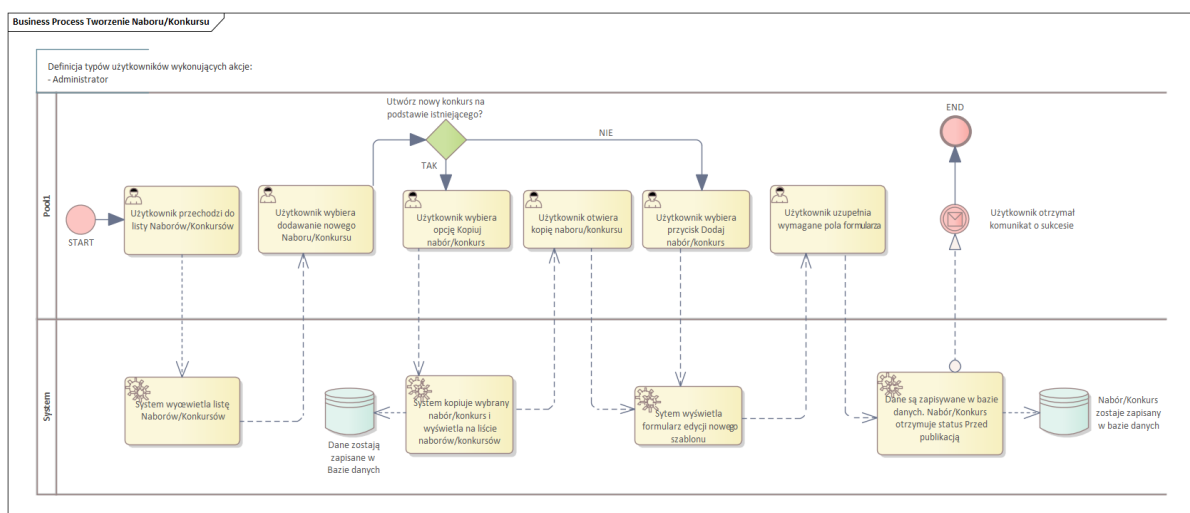 Business Process Tworzenie Naboru/Konkursu
Definicja typów użytkowników wykonujących akcje:
- Administrator
Pool1
START
Użytkownik przechodzi do
listy Naborów/Konkursów
Użytkownik wybiera
dodawanie nowego
Naboru/Konkursu
Utwórz nowy konkurs na
podstawie istniejącego?
TAK
NIE
Użytkownik wybiera
opcję Kopiuj
nabór/konkurs
Użytkownik otwiera
kopię naboru/konkursu
Użytkownik wybiera
przycisk Dodaj
nabór/konkurs
Użytkownik uzupełnia
wymagane pola formularza
END
Użytkownik otrzymał
komunikat o sukcesie
System
System wyświetla listę
Naborów/Konkursów
Dane zostają
zapisane w
Bazie danych
System kopiuje wybrany
nabór/konkurs i
wyświetla na liście
naborów/konkursów
Sytem wyświetla
formularz edycji nowego
szablonu
Dane są zapisywane w bazie
danych. Nabór/Konkurs
otrzymuje status Przed
publikacją
Nabór/Konkurs
zostaje zapisany
w bazie danych